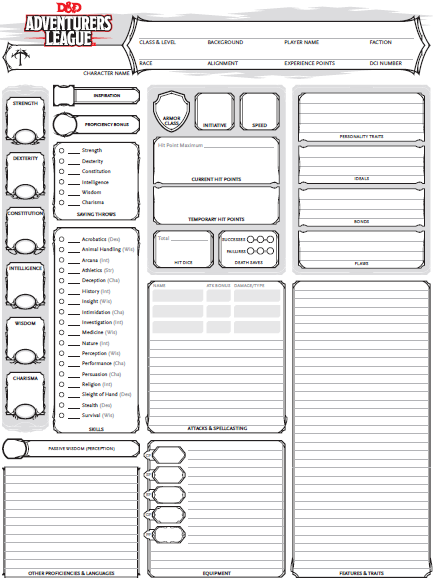 D&D
ADVENTURERS
LEAGUE
CLASS & LEVEL BACKGROUND PLAYER NAME FACTION
RACE ALIGNMENT EXPERIENCE POINTS DCI NUMBER
CHARACTER NAME
STRENGTH
DEXTERITY
CONSTITUTION
INTELLIGENCE
WISDOM
CHARISMA
INSPIRATION
PROFICIENCY BONUS
Strength
Dexterity
Constitution
Intelligence
Wisdom
Charisma
SAVING THROWS
Acrobatics (Dex)
Animal Handling (Wis)
Arcana (Int)
Athletics (Str)
Deception (Cha)
History (Int)
Insight (Wis)
Intimidation (Cha)
Investigation (Int)
Medicine (Wis)
Nature (Int)
Perception (Wis)
Performance (Cha)
Persuasion (Cha)
Religion (Int)
Sleight of Hand (Dex)
Stealth (Dex)
Survival (Wis)
SKILLS
PASSIVE WISDOM (PERCEPTION)
OTHER PROFICIENCIES & LANGUAGES
ARMOR
CLASS
INITIATIVE
SPEED
Hit Point Maximum
CURRENT HIT POINTS
TEMPORARY HIT POINTS
Total
HIT DICE
SUCCESSES
FAILURES
DEATH SAVES
NAME ATK BONUS DAMAGE/TYPE
ATTACKS & SPELLCASTING
EQUIPMENT
PERSONALITY TRAITS
IDEALS
BONDS
FLAWS
FEATURES & TRAITS